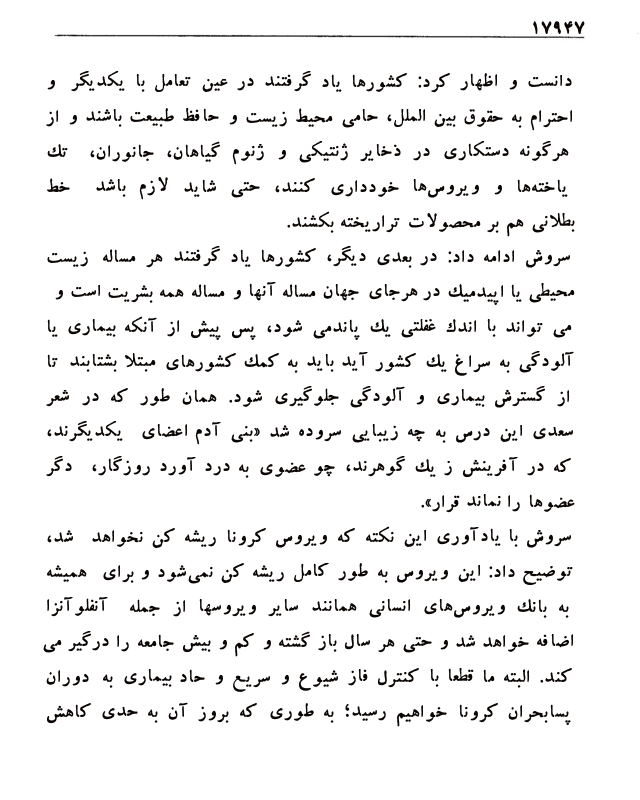 ۱۷۹۴۷
دانست و اظهار کرد: کشورها یاد گرفتند در عین تعامل با یکدیگر و
احترام به حقوق بین الملل، حامی محیط زیست و حافظ طبیعت باشند و از
هرگونه دستکاری در ذخایر ژنتیکی و ژنوم گیاهان، جانوران، تك
یاخته‌ها و ویروس‌ها خودداری کنند، حتی شاید لازم باشد خط
بطلانی هم بر محصولات تراریخته بکشند.
سروش ادامه داد: در بعدی دیگر، کشورها یاد گرفتند هر مساله زیست
محیطی یا اپیدمیك در هرجای جهان مساله آنها و مساله همه بشریت است و
می تواند با اندك غفلتی یك پاندمی شود، پس پیش از آنکه بیماری یا
آلودگی به سراغ یك کشور آید باید به کمك کشورهای مبتلا بشتابند تا
از گسترش بیماری و آلودگی جلوگیری شود. همان طور که در شعر
سعدی این درس به چه زیبایی سروده شد «بنی آدم اعضای یکدیگرند،
که در آفرینش ز یك گوهرند، چو عضوی به درد آورد روزگار، دگر
عضوها را نماند قرار».
سروش با یادآوری این نکته که ویروس کرونا ریشه کن نخواهد شد،
توضیح داد: این ویروس به طور کامل ریشه کن نمی‌شود و برای همیشه
به بانك ویروس‌های انسانی همانند سایر ویروسها از جمله آنفلوآنزا
اضافه خواهد شد و حتی هر سال باز گشته و کم و بیش جامعه را درگیر می
کند. البته ما قطعا با کنترل فاز شیوع و سریع و حاد بیماری به دوران
پسابحران کرونا خواهیم رسید؛ به طوری که بروز آن به حدی کاهش